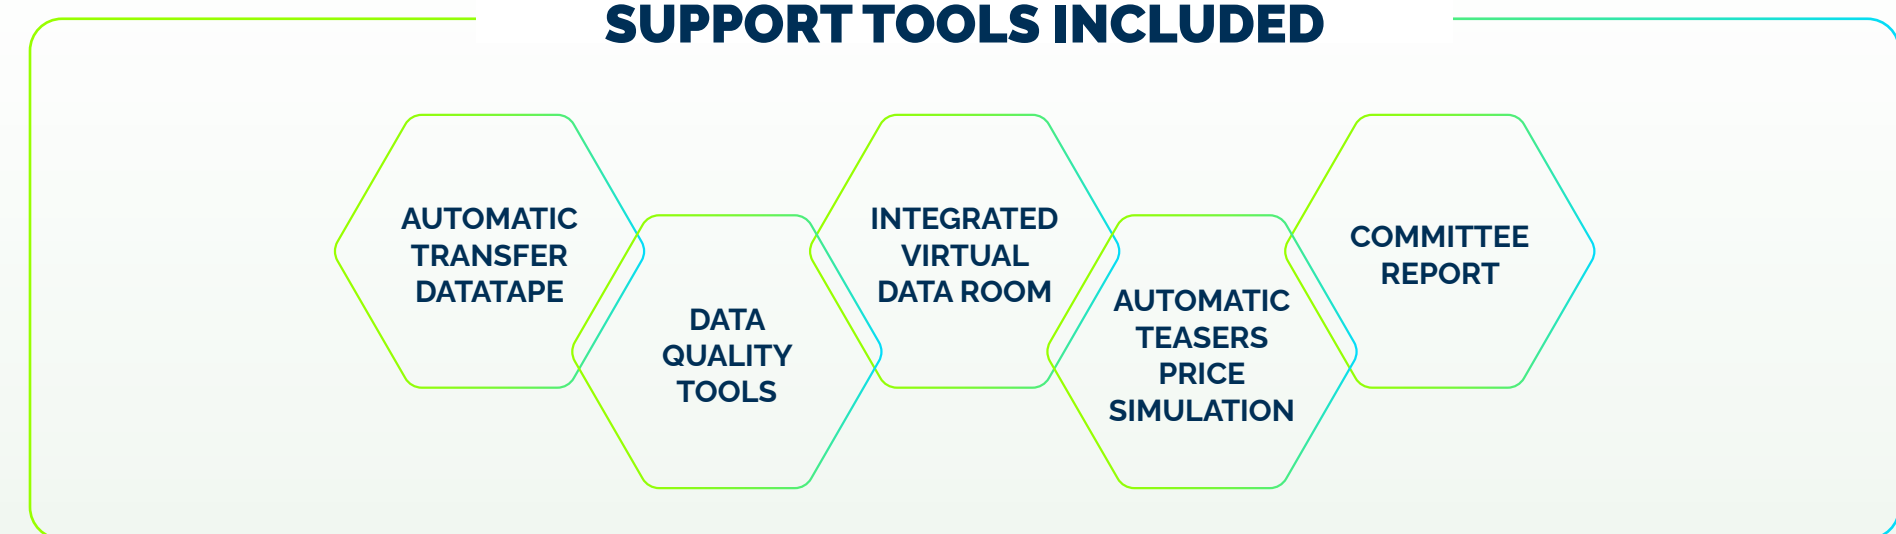 SUPPORT TOOLS INCLUDED
AUTOMATIC
TRANSFER
DATATAPE
DATA
QUALITY
TOOLS
INTEGRATED
VIRTUAL
DATA ROOM
AUTOMATIC
TEASERS
PRICE
SIMULATION
COMMITTEE
REPORT